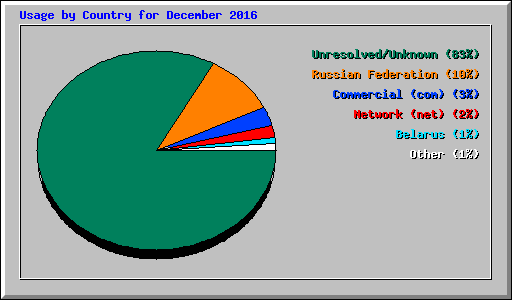 Usage by Country for December 2016
Unresolved/Unknown (83%)
Russian Federation (10%)
Commercial (com) (3%)
Network (net) (2%)
Belarus (1%)
Other (1%)